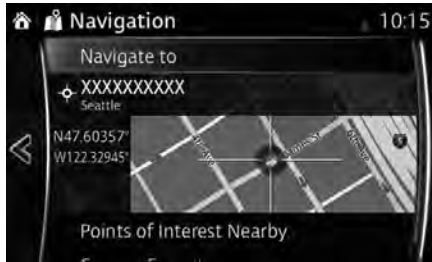 Navigation 10:15
Navigate to
XXXXXXXXXX
Seattle
N47.60357°
W122.32945°
Points of Interest Nearby